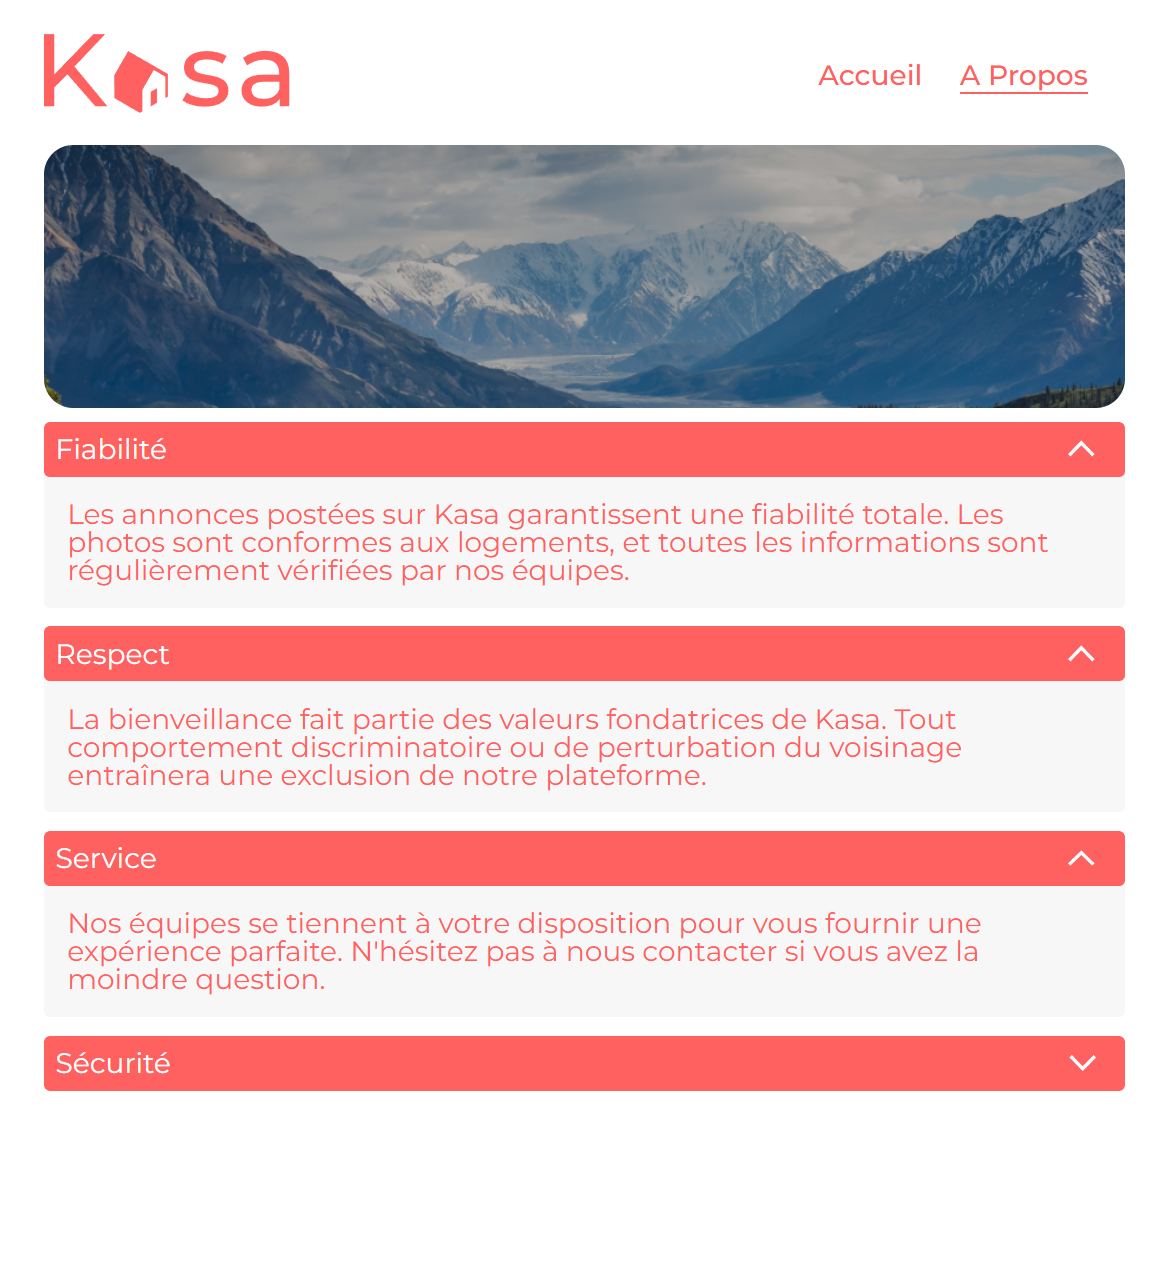 Kasa
Accueil
A Propos
Fiabilité
Les annonces postées sur Kasa garantissent une fiabilité totale. Les
photos sont conformes aux logements, et toutes les informations sont
régulièrement vérifiées par nos équipes.
Respect
La bienveillance fait partie des valeurs fondatrices de Kasa. Tout
comportement discriminatoire ou de perturbation du voisinage
entraînera une exclusion de notre plateforme.
Service
Nos équipes se tiennent à votre disposition pour vous fournir une
expérience parfaite. N'hésitez pas à nous contacter si vous avez la
moindre question.
Sécurité